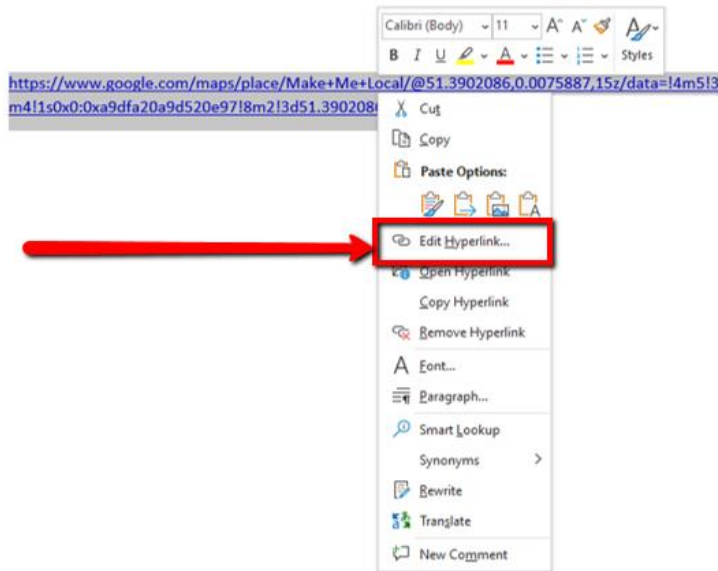 Calibri (Body) 11 A A A
B I U A Styles
https://www.google.com/maps/place/Make+Me+Local/@51.3902086,0.0075887,15z/data=!4m5!3
m4!1s0x0:0xa9dfa20a9d520e97!8m2!3d51.390208
Cut
Copy
Paste Options:
Edit Hyperlink...
Open Hyperlink
Copy Hyperlink
Remove Hyperlink
A Font...
Paragraph...
Smart Lookup
Synonyms
Rewrite
Translate
New Comment